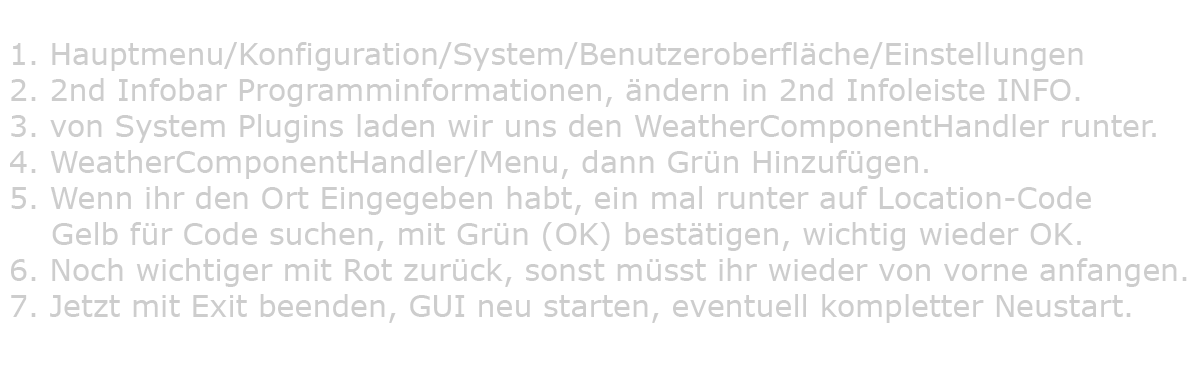 1. Hauptmenu/Konfiguration/System/Benutzeroberfläche/Einstellungen
2. 2nd Infobar Programminformationen, ändern in 2nd Infoleiste INFO.
3. von System Plugins laden wir uns den WeatherComponentHandler runter.
4. WeatherComponentHandler/Menu, dann Grün Hinzufügen.
5. Wenn ihr den Ort Eingegeben habt, ein mal runter auf Location-Code
Gelb für Code suchen, mit Grün (OK) bestätigen, wichtig wieder OK.
6. Noch wichtiger mit Rot zurück, sonst müsst ihr wieder von vorne anfangen.
7. Jetzt mit Exit beenden, GUI neu starten, eventuell kompletter Neustart.